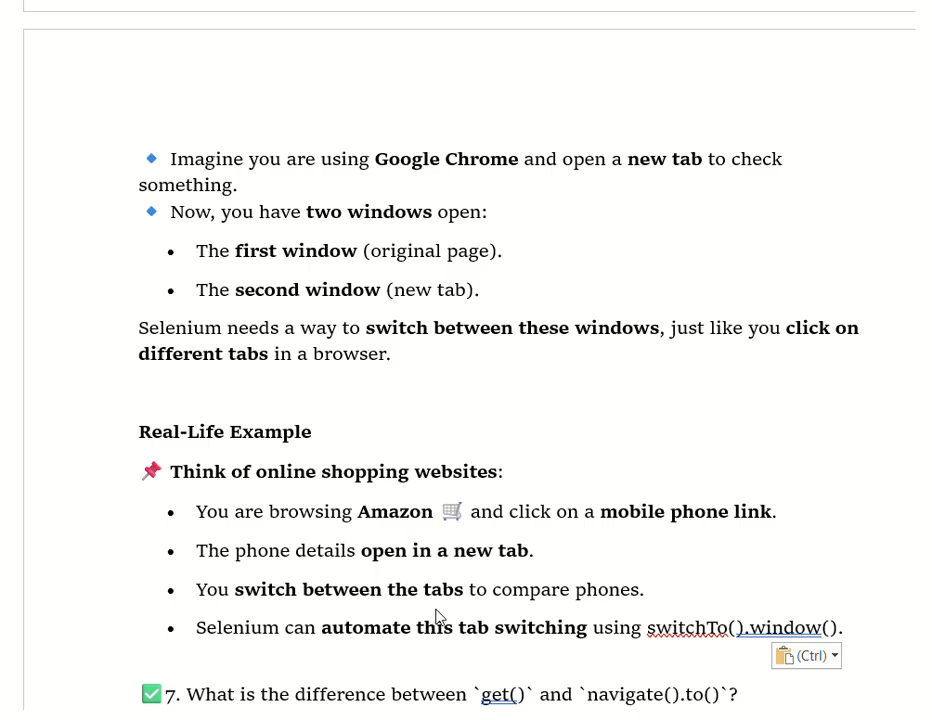 🔹 Imagine you are using Google Chrome and open a new tab to check
something.
🔹 Now, you have two windows open:
• The first window (original page).
• The second window (new tab).
Selenium needs a way to switch between these windows, just like you click on
different tabs in a browser.
Real-Life Example
📌 Think of online shopping websites:
• You are browsing Amazon 🛒 and click on a mobile phone link.
• The phone details open in a new tab.
• You switch between the tabs to compare phones.
• Selenium can automate this tab switching using switchTo().window().
(Ctrl)
✅7. What is the difference between `get()` and `navigate().to()`?